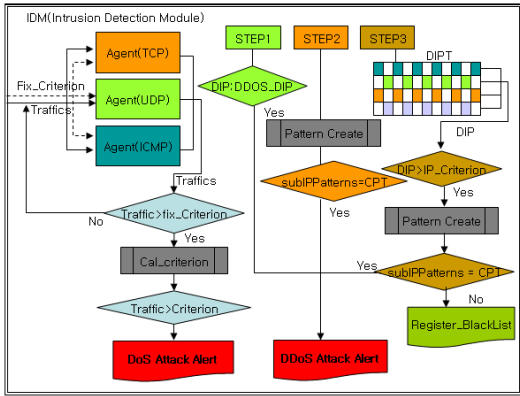 IDM(Intrusion Detection Module)
STEP1
STEP2
STEP3
DIPT
Agent(TCP)
Fix_Criterion
Traffics
Agent(UDP)
Agent(ICMP)
DIP:DDOS_DIP
Yes
Pattern Create
DIP
DIP>IP_Criterion
Traffics
subIPPatterns=CPT
Yes
Yes
Pattern Create
Traffic>fix_Criterion
No
Yes
Cal_criterion
Yes
subIPPatterns = CPT
No
Traffic>Criterion
Register_BlackList
DoS Attack Alert
DDoS Attack Alert